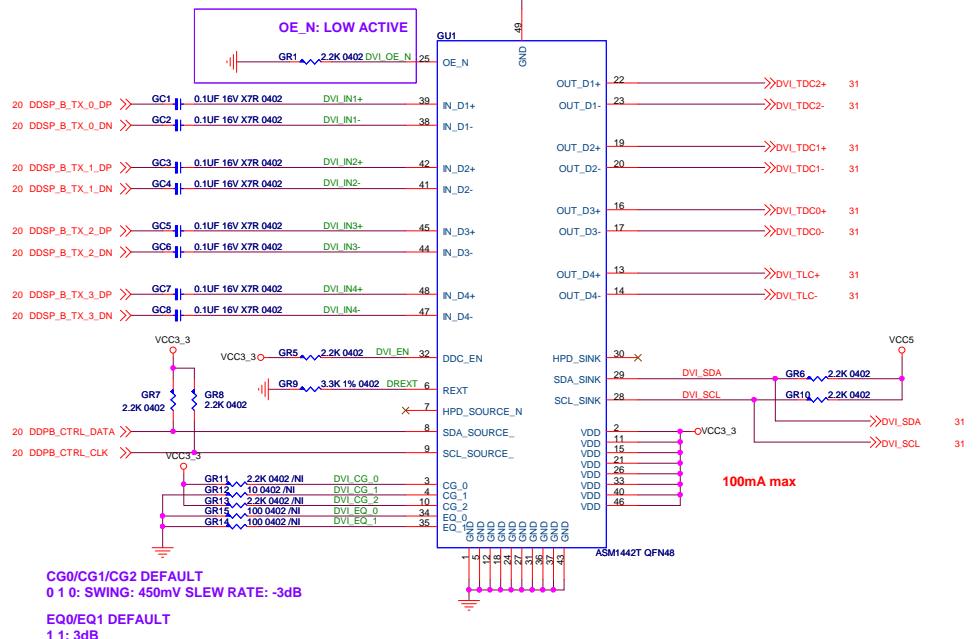 OE_N: LOW ACTIVE
GU1
49
GND
GR1 2.2K 0402 DVI_OE_N 25 OE_N
OUT_D1+ 22 DVI_TDC2+ 31
20 DDSP_B_TX_0_DP GC1 0.1UF 16V X7R 0402 DVI_IN1+ 39 IN_D1+
OUT_D1- 23 DVI_TDC2- 31
20 DDSP_B_TX_0_DN GC2 0.1UF 16V X7R 0402 DVI_IN1- 38 IN_D1-
OUT_D2+ 19 DVI_TDC1+ 31
20 DDSP_B_TX_1_DP GC3 0.1UF 16V X7R 0402 DVI_IN2+ 42 IN_D2+
OUT_D2- 20 DVI_TDC1- 31
20 DDSP_B_TX_1_DN GC4 0.1UF 16V X7R 0402 DVI_IN2- 41 IN_D2-
OUT_D3+ 16 DVI_TDC0+ 31
20 DDSP_B_TX_2_DP GC5 0.1UF 16V X7R 0402 DVI_IN3+ 45 IN_D3+
OUT_D3- 17 DVI_TDC0- 31
20 DDSP_B_TX_2_DN GC6 0.1UF 16V X7R 0402 DVI_IN3- 44 IN_D3-
OUT_D4+ 13 DVI_TLC+ 31
20 DDSP_B_TX_3_DP GC7 0.1UF 16V X7R 0402 DVI_IN4+ 48 IN_D4+
OUT_D4- 14 DVI_TLC- 31
20 DDSP_B_TX_3_DN GC8 0.1UF 16V X7R 0402 DVI_IN4- 47 IN_D4-
VCC3_3
VCC5
VCC3_3 GR5 2.2K 0402 DVI_EN 32 DDC_EN
HPD_SINK 30
SDA_SINK 29 DVI_SDA GR6 2.2K 0402
GR9 3.3K 1% 0402 DREXT 6 REXT
SCL_SINK 28 DVI_SCL GR10 2.2K 0402
GR7
2.2K 0402
GR8
2.2K 0402
7 HPD_SOURCE_N
DVI_SDA 31
20 DDPB_CTRL_DATA 8 SDA_SOURCE_
DVI_SCL 31
20 DDPB_CTRL_CLK 9 SCL_SOURCE_
VDD 2 VCC3_3
VDD 11
VDD 15
VDD 21
VDD 26
VDD 33
VDD 40
VDD 46
100mA max
VCC3_3
GR11 2.2K 0402 /NI DVI_CG_0 3 CG_0
GR12 10 0402 /NI DVI_CG_1 4 CG_1
GR13 2.2K 0402 /NI DVI_CG_2 10 CG_2
GR15 100 0402 /NI DVI_EQ_0 34 EQ_0
GR14 100 0402 /NI DVI_EQ_1 35 EQ_1
GND GND GND GND GND GND GND GND GND GND
1 5 12 18 24 27 31 36 37 43
ASM1442T QFN48
CG0/CG1/CG2 DEFAULT
0 1 0: SWING: 450mV SLEW RATE: -3dB
EQ0/EQ1 DEFAULT
1 1: 3dB